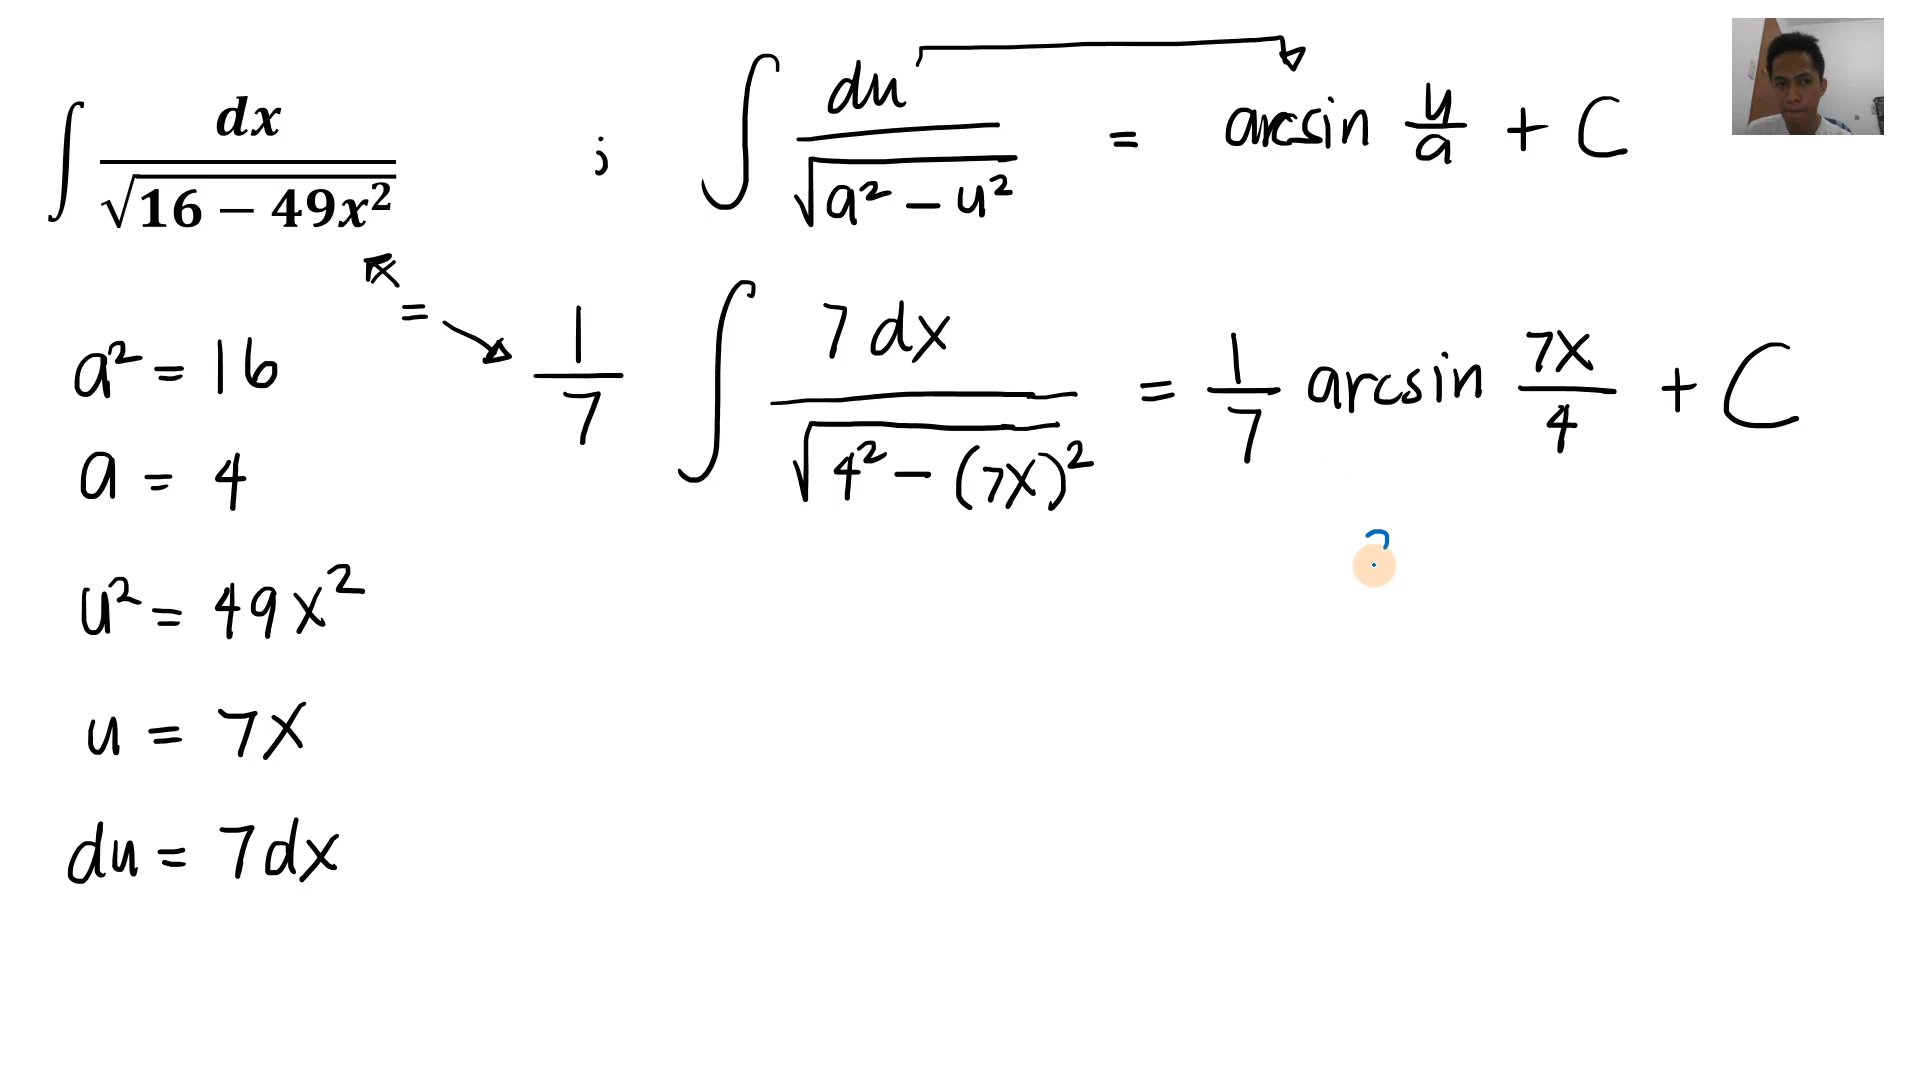 ∫ dx / √(16 − 49x²) ; ∫ du / √(a² − u²) = arcsin u/a + C
= 1/7 ∫ 7dx / √(4² − (7x)²) = 1/7 arcsin 7x/4 + C
a² = 16
a = 4
u² = 49x²
u = 7x
du = 7dx